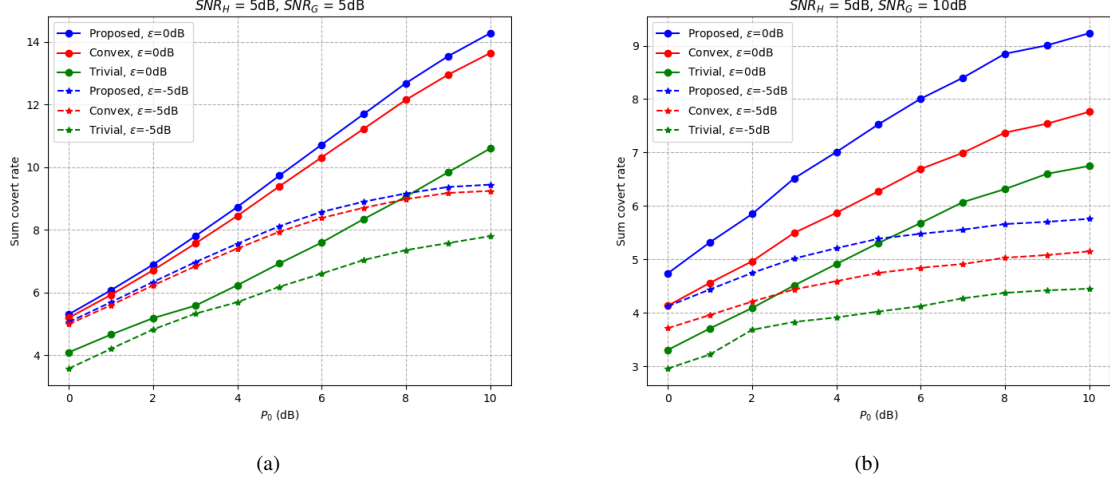 SNR_H = 5dB, SNR_G = 5dB
Proposed, ε=0dB
Convex, ε=0dB
Trivial, ε=0dB
Proposed, ε=-5dB
Convex, ε=-5dB
Trivial, ε=-5dB
Sum covert rate
14
12
10
8
6
4
0 2 4 6 8 10
P_0 (dB)
(a)
SNR_H = 5dB, SNR_G = 10dB
Proposed, ε=0dB
Convex, ε=0dB
Trivial, ε=0dB
Proposed, ε=-5dB
Convex, ε=-5dB
Trivial, ε=-5dB
Sum covert rate
9
8
7
6
5
4
3
0 2 4 6 8 10
P_0 (dB)
(b)